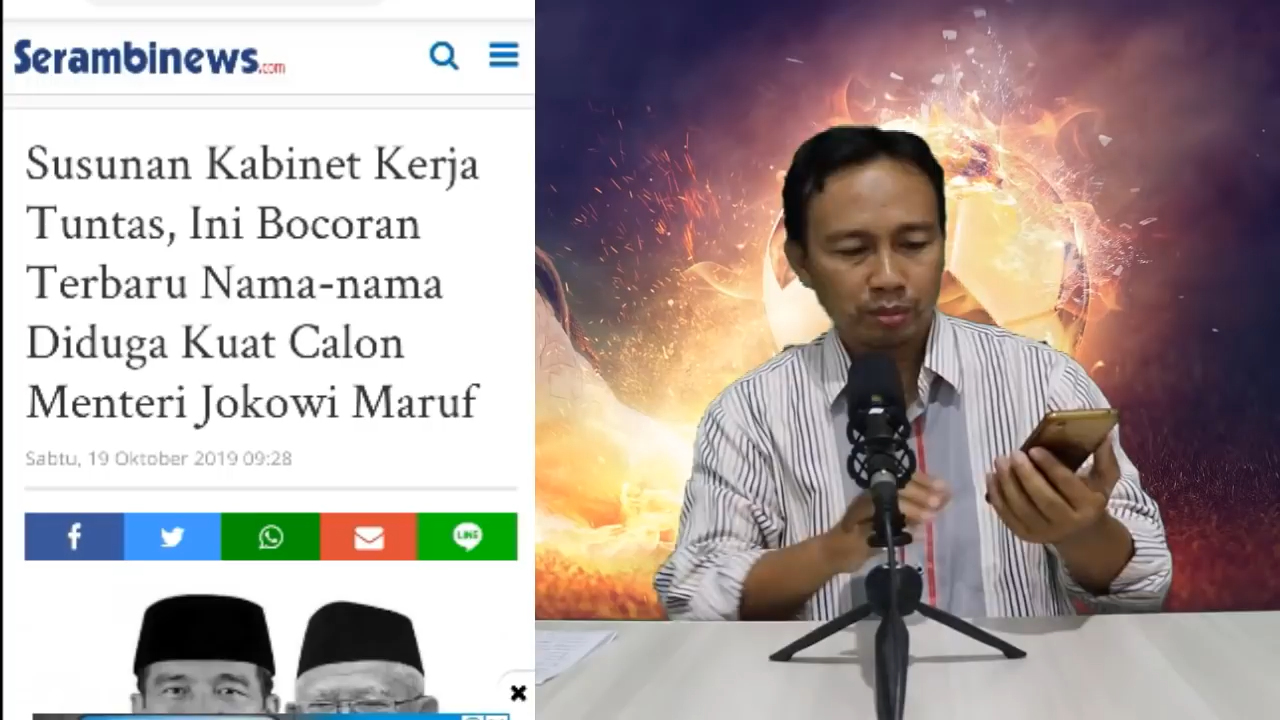 Serambinews.com
Susunan Kabinet Kerja
Tuntas, Ini Bocoran
Terbaru Nama-nama
Diduga Kuat Calon
Menteri Jokowi Maruf
Sabtu, 19 Oktober 2019 09:28
LINE